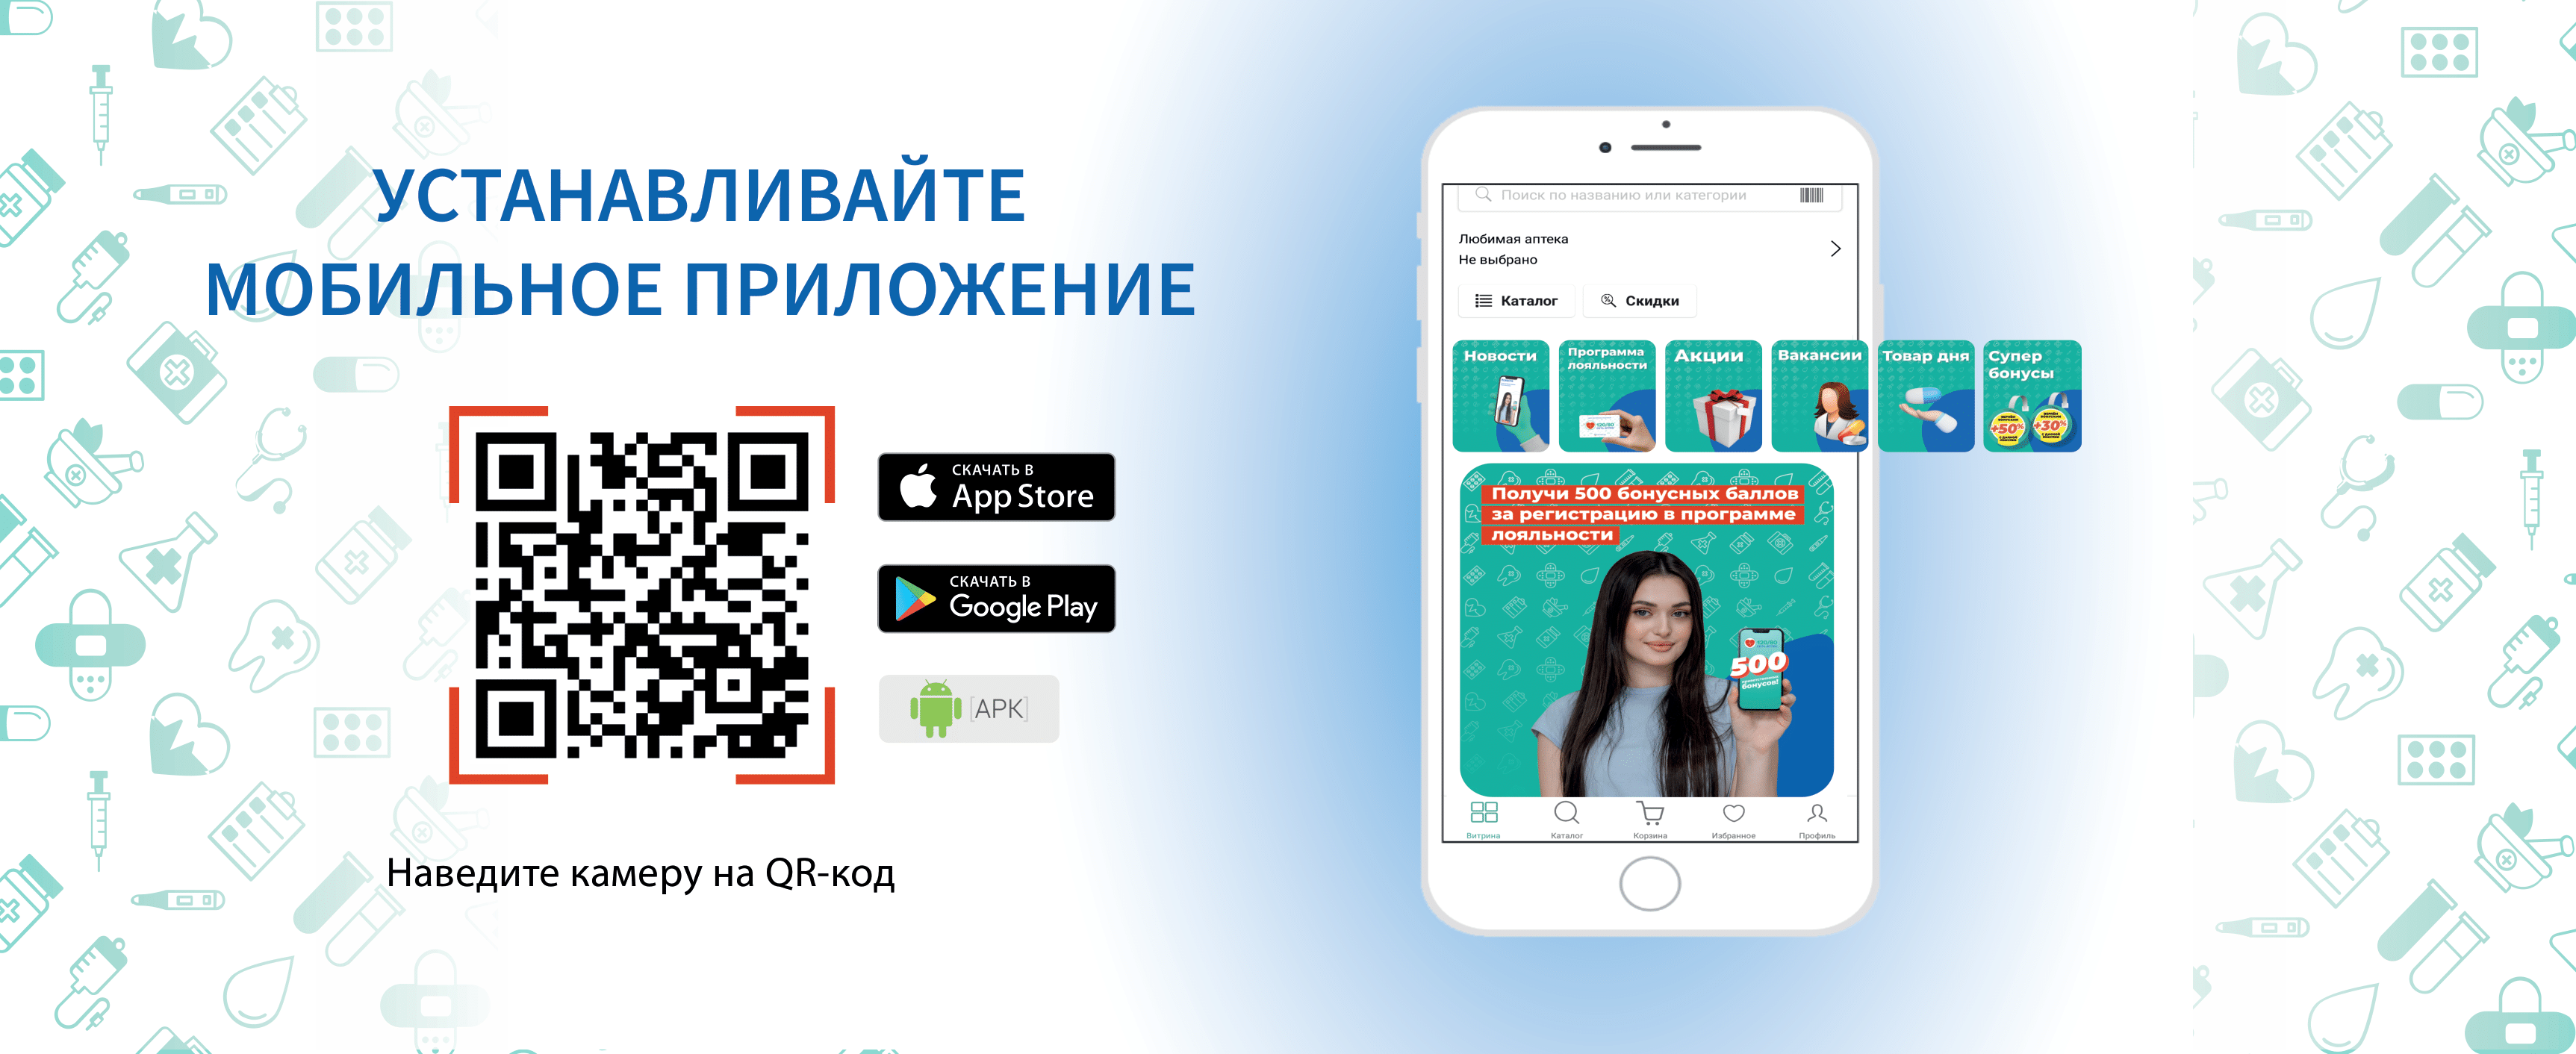 УСТАНАВЛИВАЙТЕ
МОБИЛЬНОЕ ПРИЛОЖЕНИЕ
СКАЧАТЬ В
App Store
СКАЧАТЬ В
Google Play
[APK]
Наведите камеру на QR-код
Поиск по названию или категории
Любимая аптека
Не выбрано
Каталог
Скидки
Новости
Программа
лояльности
Акции
Вакансии
Товар дня
Супер
бонусы
+50%
+30%
Получи 500 бонусных баллов
за регистрацию в программе
лояльности
500
бонусов!
Витрина
Каталог
Корзина
Избранное
Профиль